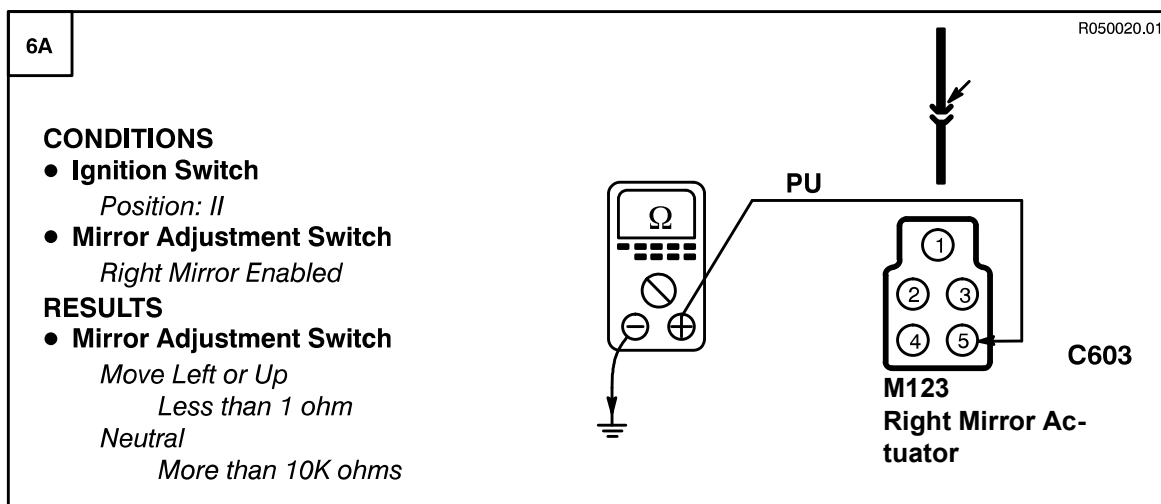 6A
R050020.01
CONDITIONS
● Ignition Switch
Position: II
● Mirror Adjustment Switch
Right Mirror Enabled
RESULTS
● Mirror Adjustment Switch
Move Left or Up
Less than 1 ohm
Neutral
More than 10K ohms
PU
Ω
1
2 3
4 5
C603
M123
Right Mirror Ac-
tuator